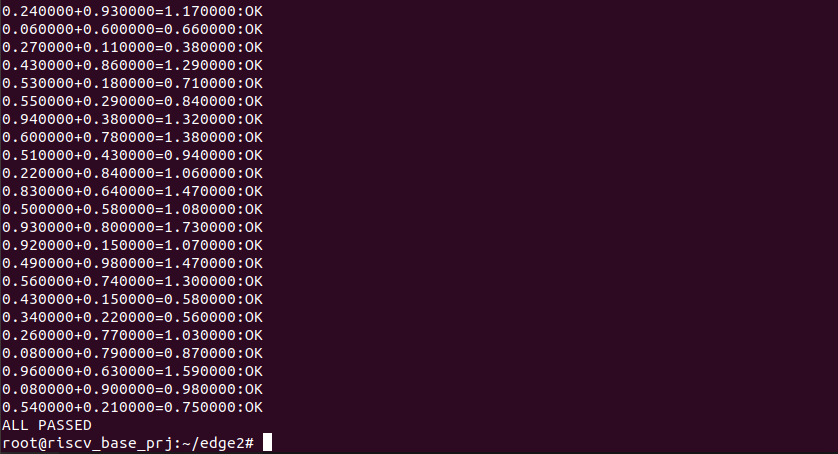 0.240000+0.930000=1.170000:OK
0.060000+0.600000=0.660000:OK
0.270000+0.110000=0.380000:OK
0.430000+0.860000=1.290000:OK
0.530000+0.180000=0.710000:OK
0.550000+0.290000=0.840000:OK
0.940000+0.380000=1.320000:OK
0.600000+0.780000=1.380000:OK
0.510000+0.430000=0.940000:OK
0.220000+0.840000=1.060000:OK
0.830000+0.640000=1.470000:OK
0.500000+0.580000=1.080000:OK
0.930000+0.800000=1.730000:OK
0.920000+0.150000=1.070000:OK
0.490000+0.980000=1.470000:OK
0.560000+0.740000=1.300000:OK
0.430000+0.150000=0.580000:OK
0.340000+0.220000=0.560000:OK
0.260000+0.770000=1.030000:OK
0.080000+0.790000=0.870000:OK
0.960000+0.630000=1.590000:OK
0.080000+0.900000=0.980000:OK
0.540000+0.210000=0.750000:OK
ALL PASSED
root@riscv_base_prj:~/edge2#